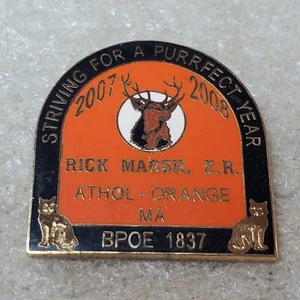 STRIVING FOR A PURRFECT YEAR
2007 2008
RICK MARSH, E.R.
ATHOL - ORANGE
MA
BPOE 1837